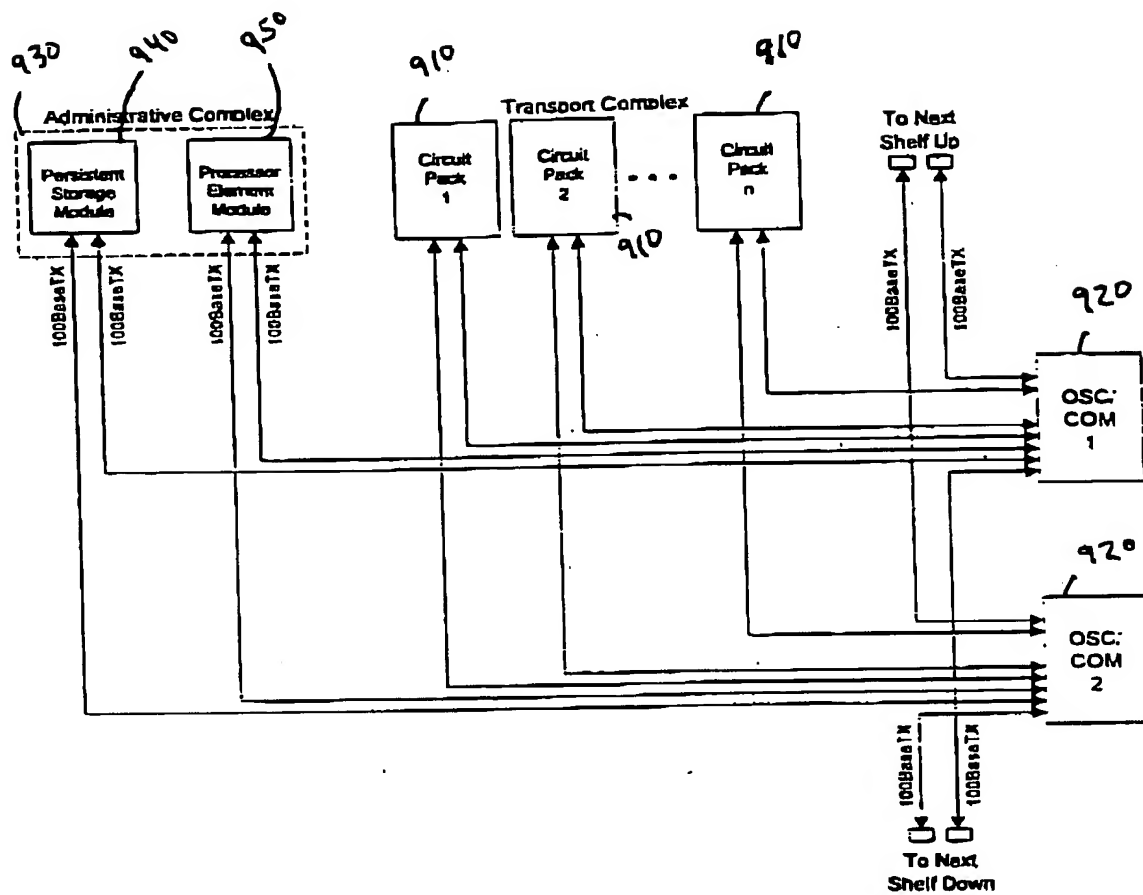 930
940
950
910
910
Administrative Complex
Transport Complex
To Next
Shelf Up
Persistent
Storage
Module
Processor
Element
Module
Circuit
Pack
1
Circuit
Pack
2
Circuit
Pack
n
910
100BaseTX
100BaseTX
100BaseTX
100BaseTX
100BaseTX
100BaseTX
920
OSC/
COM
1
920
OSC/
COM
2
100BaseTX
100BaseTX
To Next
Shelf Down